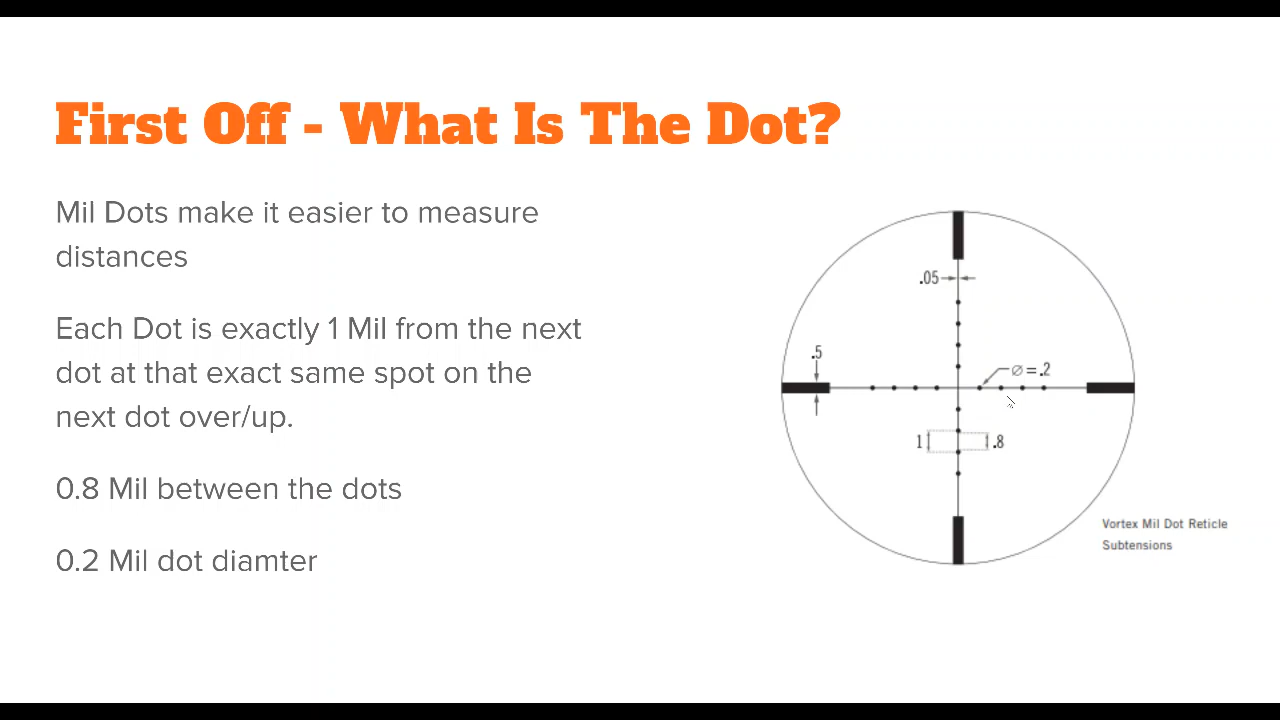 First Off - What Is The Dot?
Mil Dots make it easier to measure
distances
Each Dot is exactly 1 Mil from the next
dot at that exact same spot on the
next dot over/up.
0.8 Mil between the dots
0.2 Mil dot diamter
.05
.5
∅=.2
1
.8
Vortex Mil Dot Reticle
Subtensions